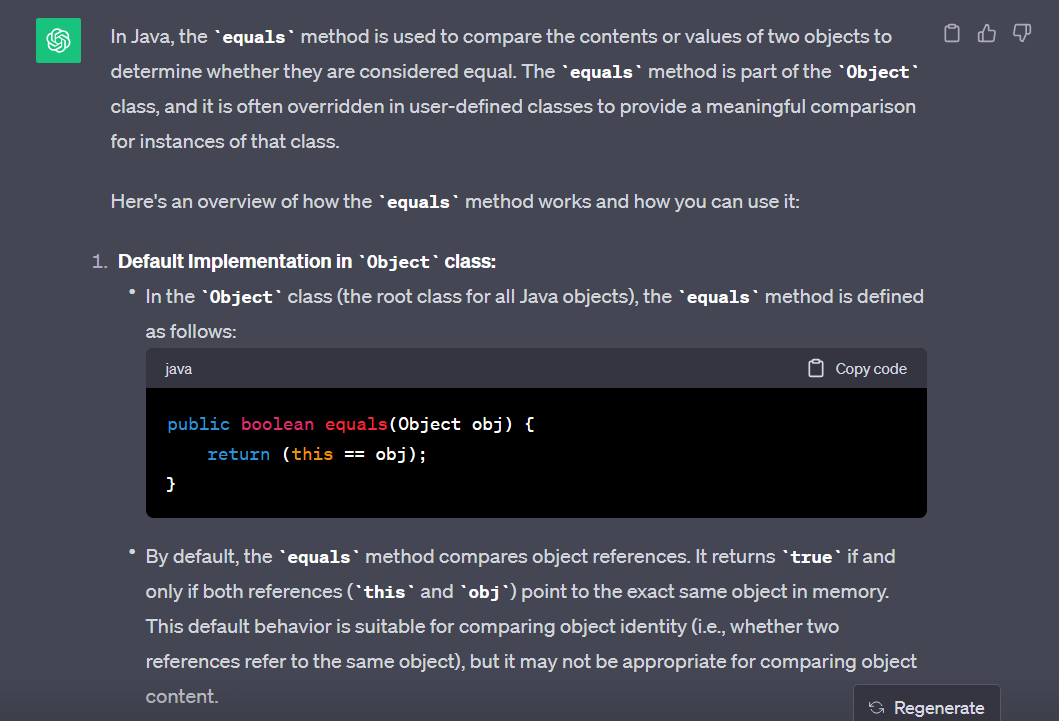 In Java, the `equals` method is used to compare the contents or values of two objects to
determine whether they are considered equal. The `equals` method is part of the `Object`
class, and it is often overridden in user-defined classes to provide a meaningful comparison
for instances of that class.
Here's an overview of how the `equals` method works and how you can use it:
1. Default Implementation in `Object` class:
• In the `Object` class (the root class for all Java objects), the `equals` method is defined
as follows:
java Copy code
public boolean equals(Object obj) {
    return (this == obj);
}
• By default, the `equals` method compares object references. It returns `true` if and
only if both references (`this` and `obj`) point to the exact same object in memory.
This default behavior is suitable for comparing object identity (i.e., whether two
references refer to the same object), but it may not be appropriate for comparing object
content.
Regenerate